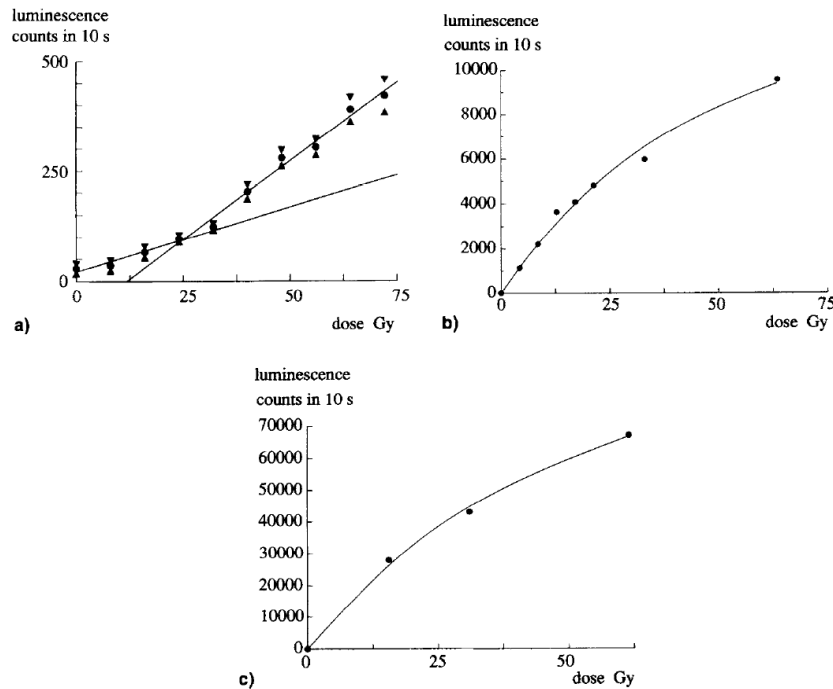 luminescence
counts in 10 s
500
250
0
0 25 50 75
dose Gy
a)
luminescence
counts in 10 s
10000
8000
6000
4000
2000
0
0 25 50 75
dose Gy
b)
luminescence
counts in 10 s
70000
60000
50000
40000
30000
20000
10000
0
0 25 50
dose Gy
c)